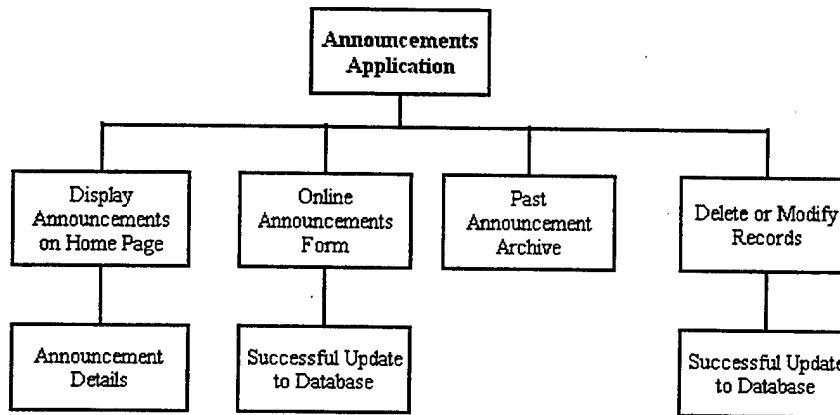 Announcements
Application
Display
Announcements
on Home Page
Online
Announcements
Form
Past
Announcement
Archive
Delete or Modify
Records
Announcement
Details
Successful Update
to Database
Successful Update
to Database